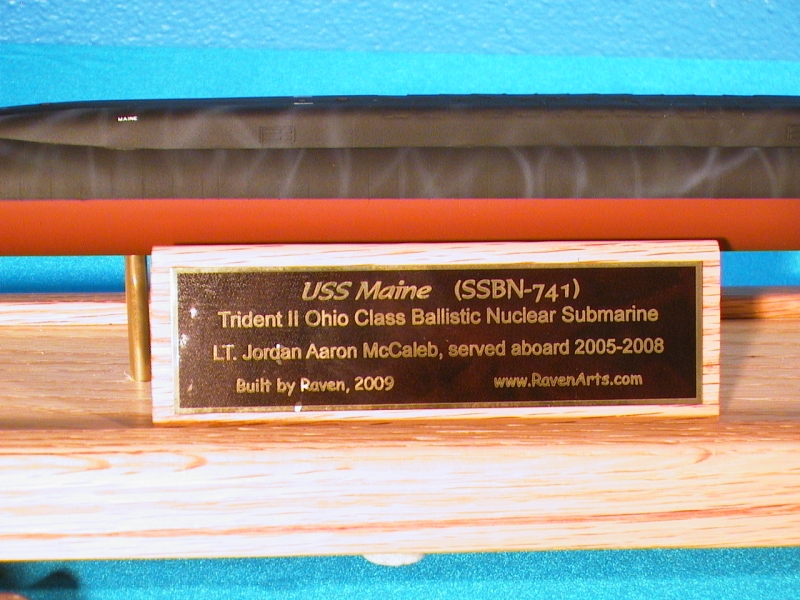 MAINE
USS Maine (SSBN-741)
Trident II Ohio Class Ballistic Nuclear Submarine
LT. Jordan Aaron McCaleb, served aboard 2005-2008
Built by Raven, 2009 www.RavenArts.com